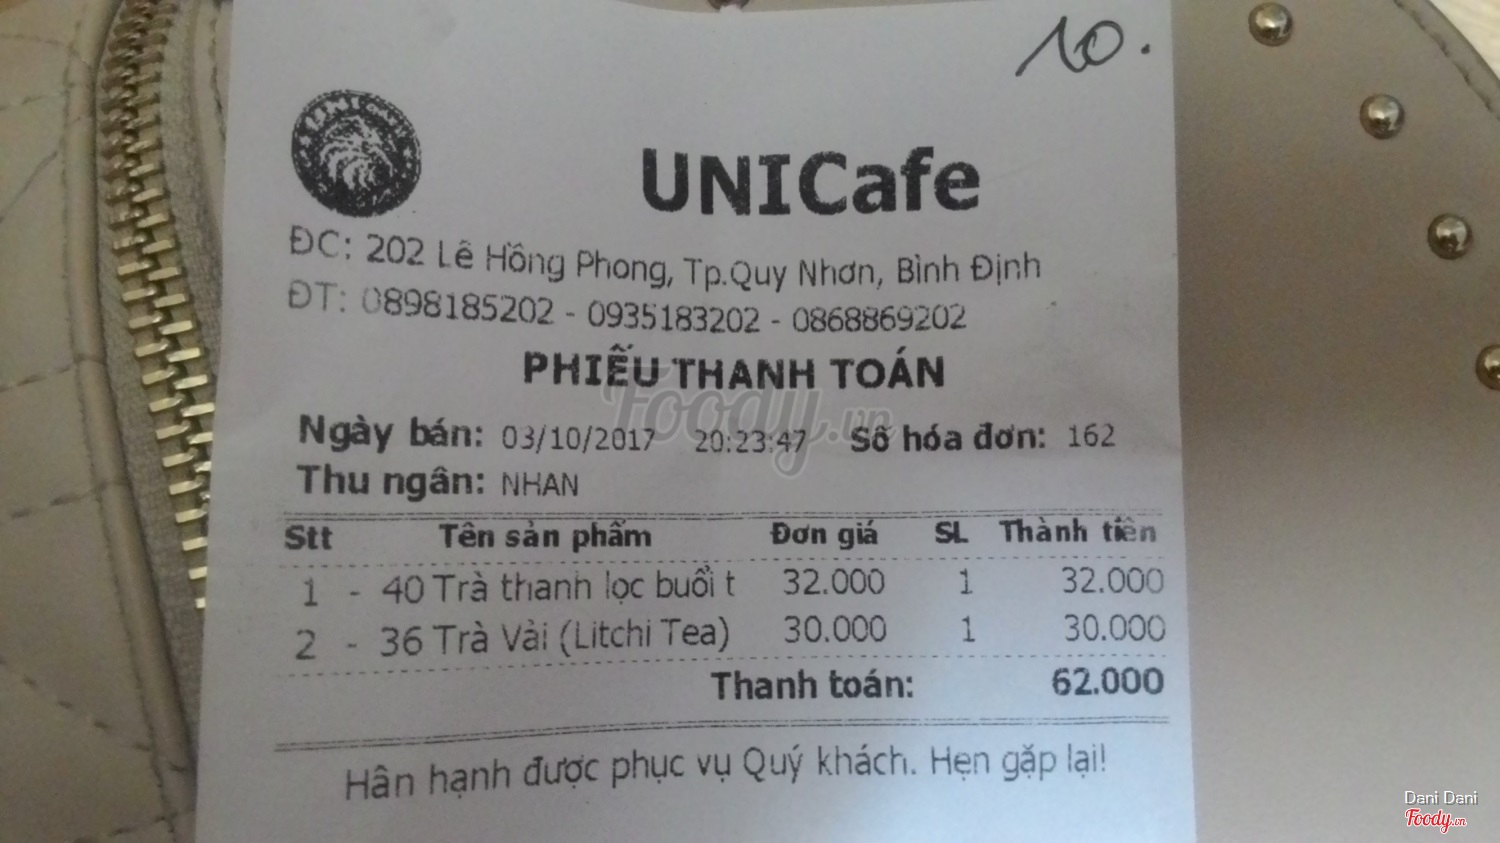 10.
UNICafe
ĐC: 202 Lê Hồng Phong, Tp.Quy Nhơn, Bình Định
ĐT: 0898185202 - 0935183202 - 0868869202
PHIẾU THANH TOÁN
Ngày bán: 03/10/2017 20:23:47 Số hóa đơn: 162
Thu ngân: NHAN
Stt Tên sản phẩm Đơn giá SL Thành tiền
1 - 40 Trà thanh lọc buổi t 32.000 1 32.000
2 - 36 Trà Vải (Litchi Tea) 30.000 1 30.000
Thanh toán: 62.000
Hân hạnh được phục vụ Quý khách. Hẹn gặp lại!
Foody.vn
Dani Dani
Foody.vn